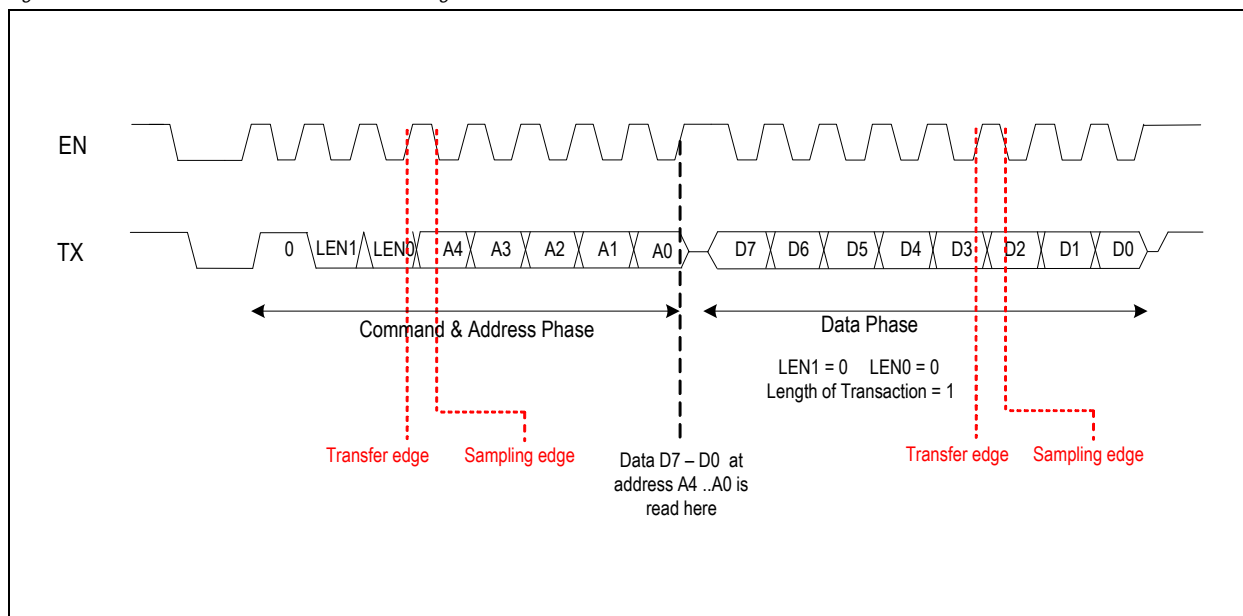 EN
TX
0 LEN1 LEN0 A4 A3 A2 A1 A0 D7 D6 D5 D4 D3 D2 D1 D0
Command & Address Phase
Data Phase
LEN1 = 0 LEN0 = 0
Length of Transaction = 1
Transfer edge
Sampling edge
Data D7 – D0 at
address A4 ..A0 is
read here
Transfer edge
Sampling edge